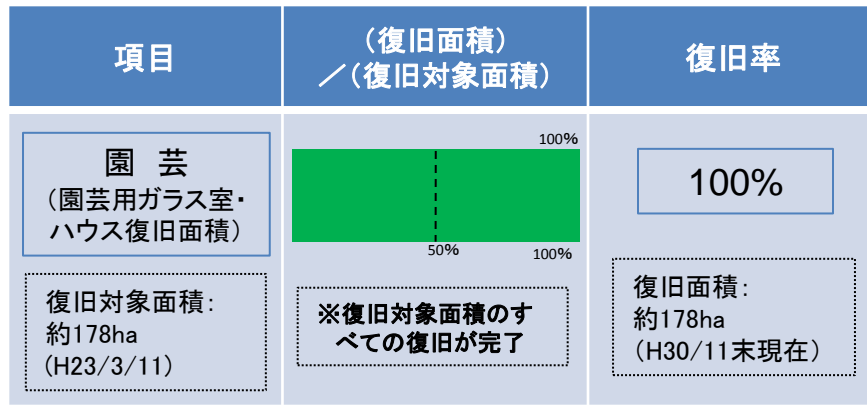 項目
（復旧面積）
／（復旧対象面積）
復旧率
園　芸
（園芸用ガラス室・
ハウス復旧面積）
復旧対象面積：
約178ha
(H23/3/11)
100%
50%
100%
※復旧対象面積のす
べての復旧が完了
100%
復旧面積：
約178ha
（H30/11末現在）